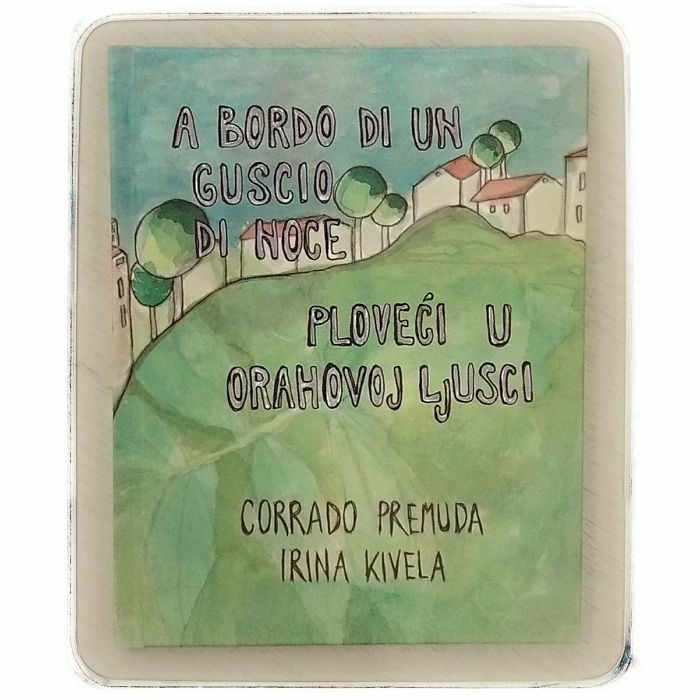 A BORDO DI UN
GUSCIO
DI NOCE
PLOVEĆI U
ORAHOVOJ LJUSCI
CORRADO PREMUDA
IRINA KIVELA